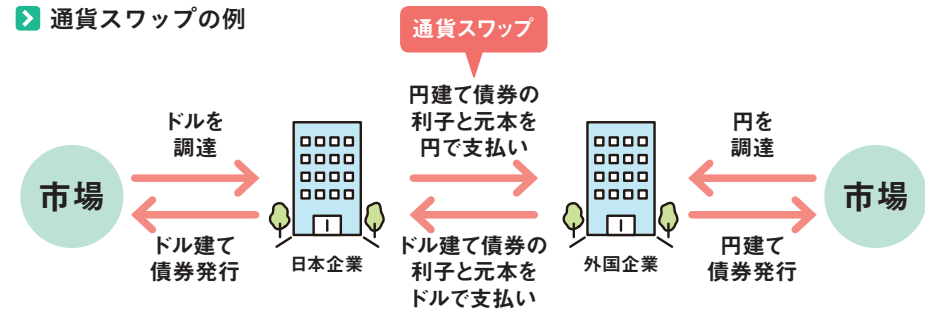 通貨スワップの例
通貨スワップ
円建て債券の
利子と元本を
円で支払い
ドルを
調達
円を
調達
市場
市場
ドル建て
債券発行
日本企業
ドル建て債券の
利子と元本を
ドルで支払い
外国企業
円建て
債券発行